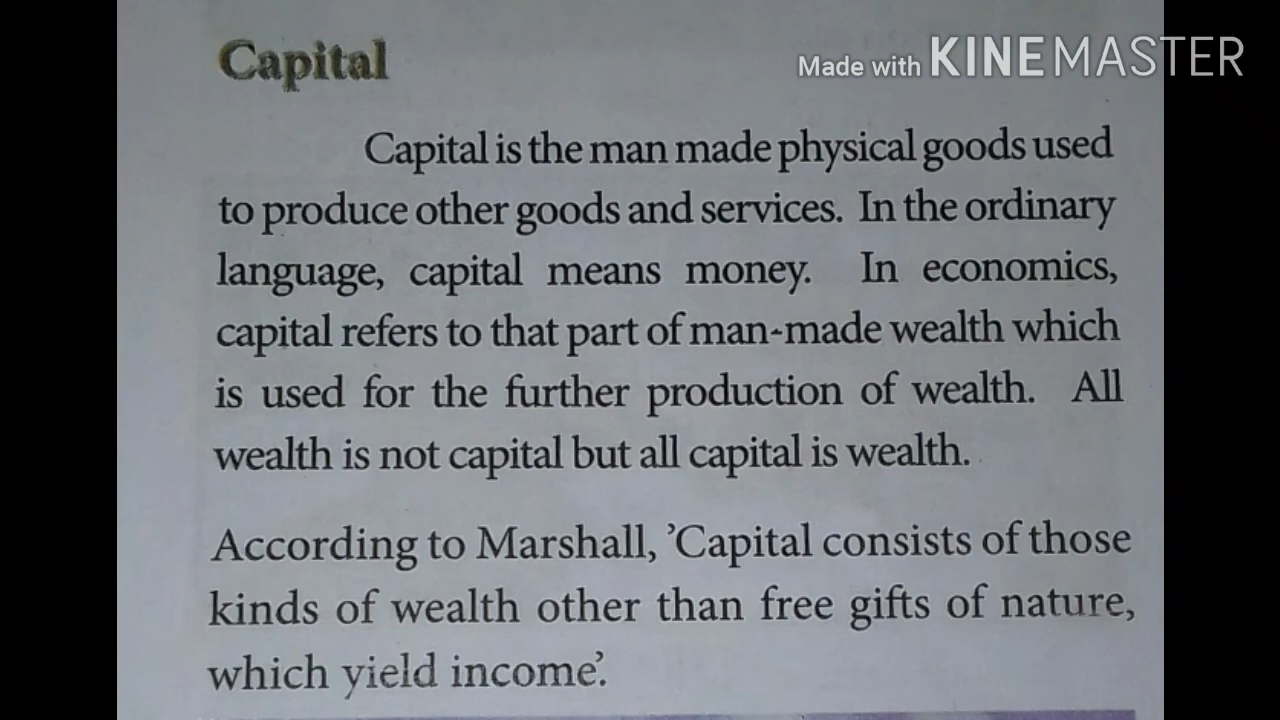 Capital
Made with KINEMASTER
Capital is the man made physical goods used
to produce other goods and services. In the ordinary
language, capital means money. In economics,
capital refers to that part of man-made wealth which
is used for the further production of wealth. All
wealth is not capital but all capital is wealth.
According to Marshall, ’Capital consists of those
kinds of wealth other than free gifts of nature,
which yield income’.